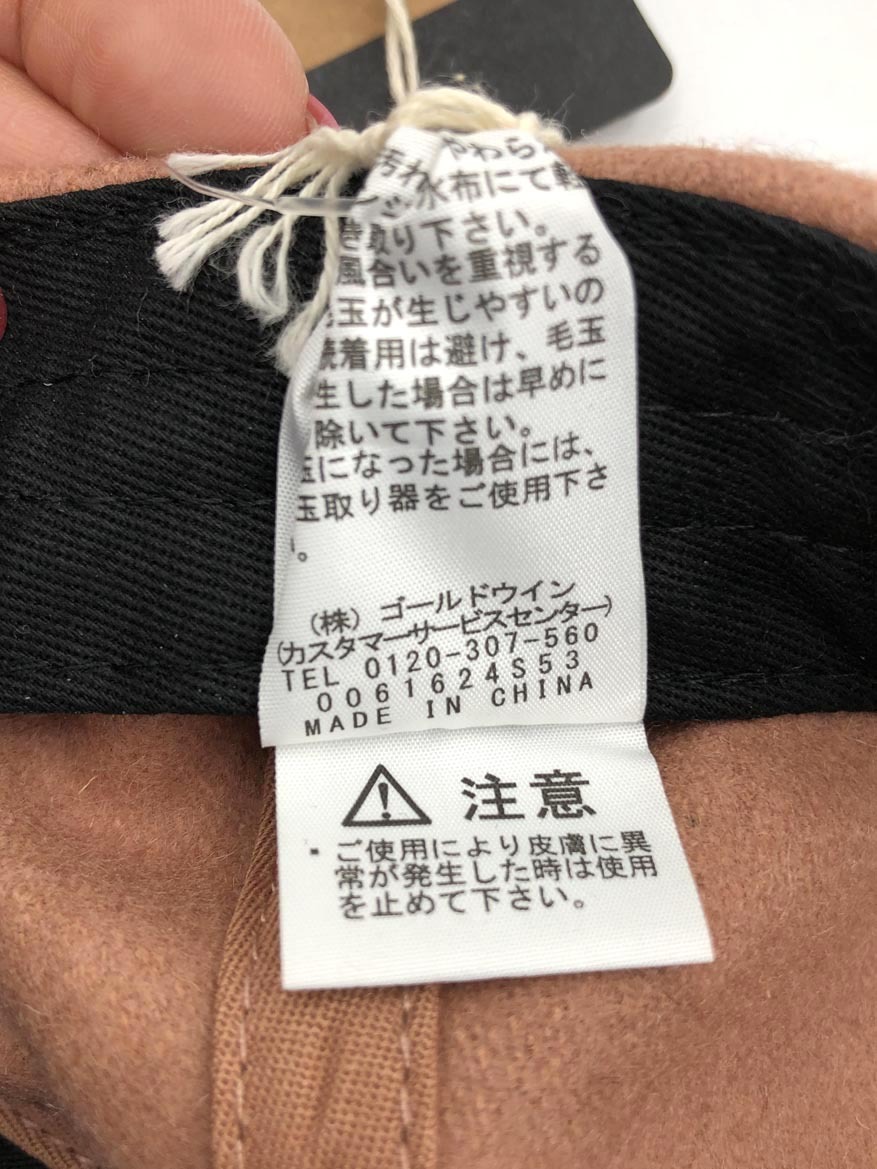 汚れ やわら
水布にて軽
き取り下さい。
風合いを重視する
玉が生じやすいの
着用は避け、毛玉
生した場合は早めに
除いて下さい。
玉になった場合には、
玉取り器をご使用下さ
。
(株) ゴールドウイン
(カスタマーサービスセンター)
TEL 0120-307-560
0061624S53
MADE IN CHINA
注意
・ご使用により皮膚に異
常が発生した時は使用
を止めて下さい。